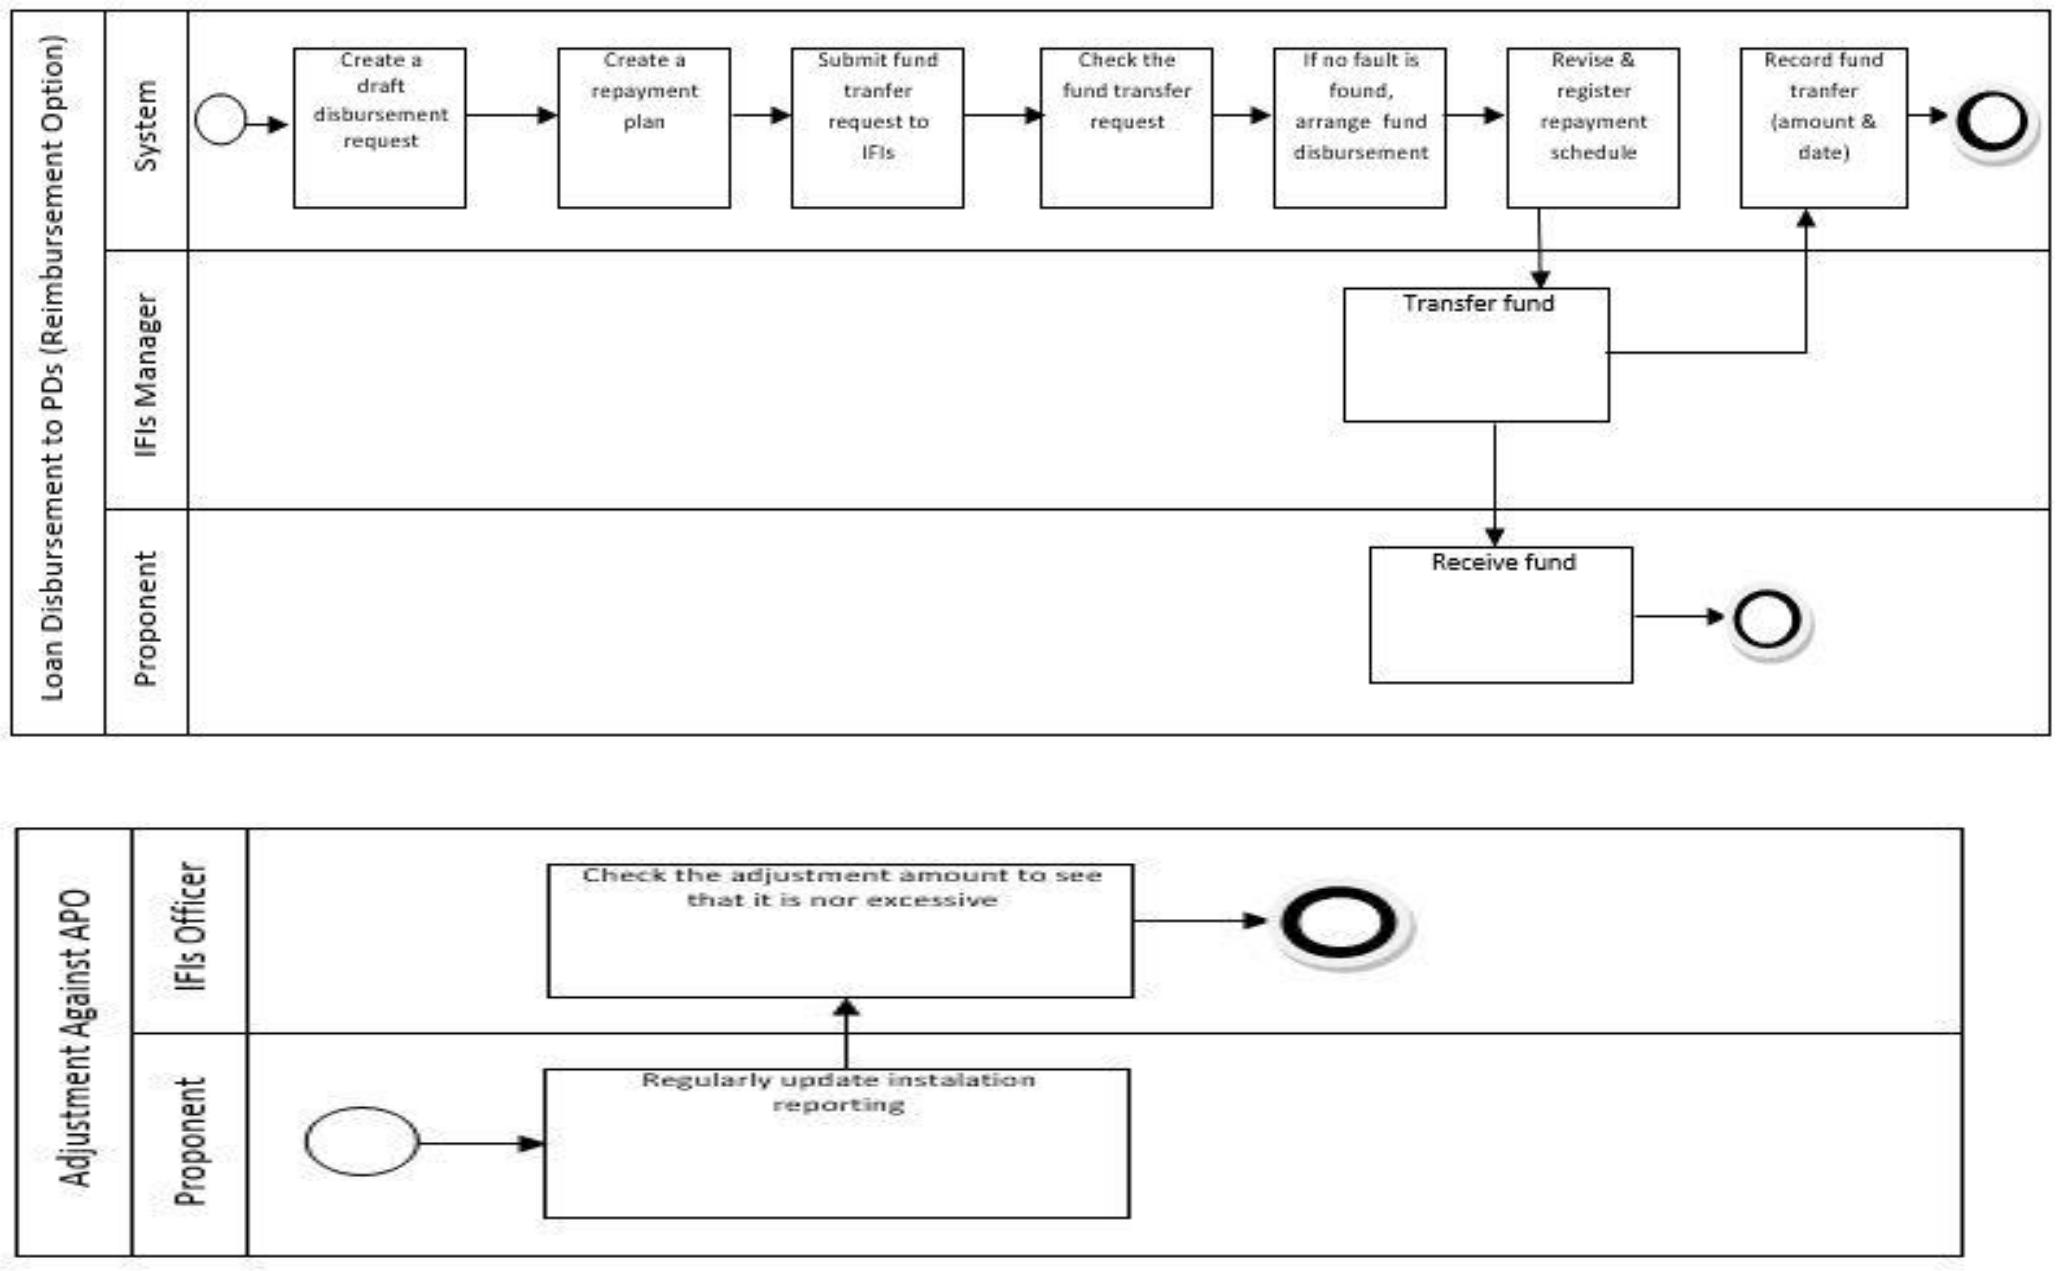 Loan Disbursement to PDs (Reimbursement Option)
System
Create a
draft
disbursement
request
Create a
repayment
plan
Submit fund
tranfer
request to
IFIs
Check the
fund transfer
request
If no fault is
found,
arrange fund
disbursement
Revise &
register
repayment
schedule
Record fund
tranfer
(amount &
date)
IFIs Manager
Transfer fund
Proponent
Receive fund
Adjustment Against APO
IFIs Officer
Check the adjustment amount to see
that it is nor excessive
Proponent
Regularly update instalation
reporting